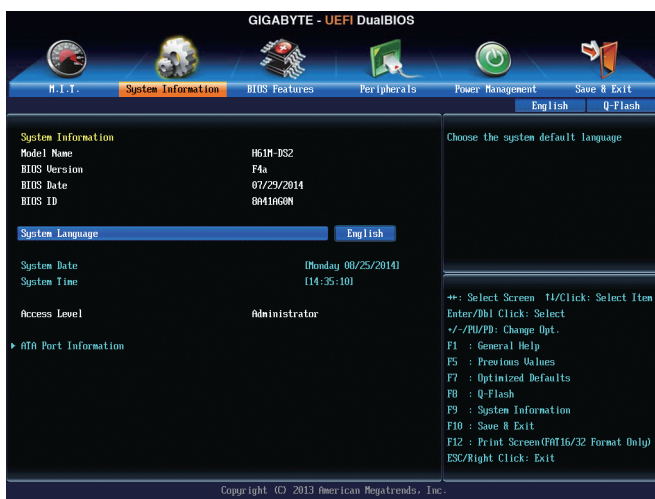 GIGABYTE - UEFI DualBIOS
M.I.T. System Information BIOS Features Peripherals Power Management Save & Exit
English Q-Flash
System Information
Model Name H61M-DS2
BIOS Version F4a
BIOS Date 07/29/2014
BIOS ID 8A41AG0N
System Language English
System Date [Monday 08/25/2014]
System Time [14:35:10]
Access Level Administrator
ATA Port Information
Choose the system default language
→←: Select Screen ↑↓/Click: Select Item
Enter/Dbl Click: Select
+/-/PU/PD: Change Opt.
F1 : General Help
F5 : Previous Values
F7 : Optimized Defaults
F8 : Q-Flash
F9 : System Information
F10 : Save & Exit
F12 : Print Screen(FAT16/32 Format Only)
ESC/Right Click: Exit
Copyright (C) 2013 American Megatrends, Inc.